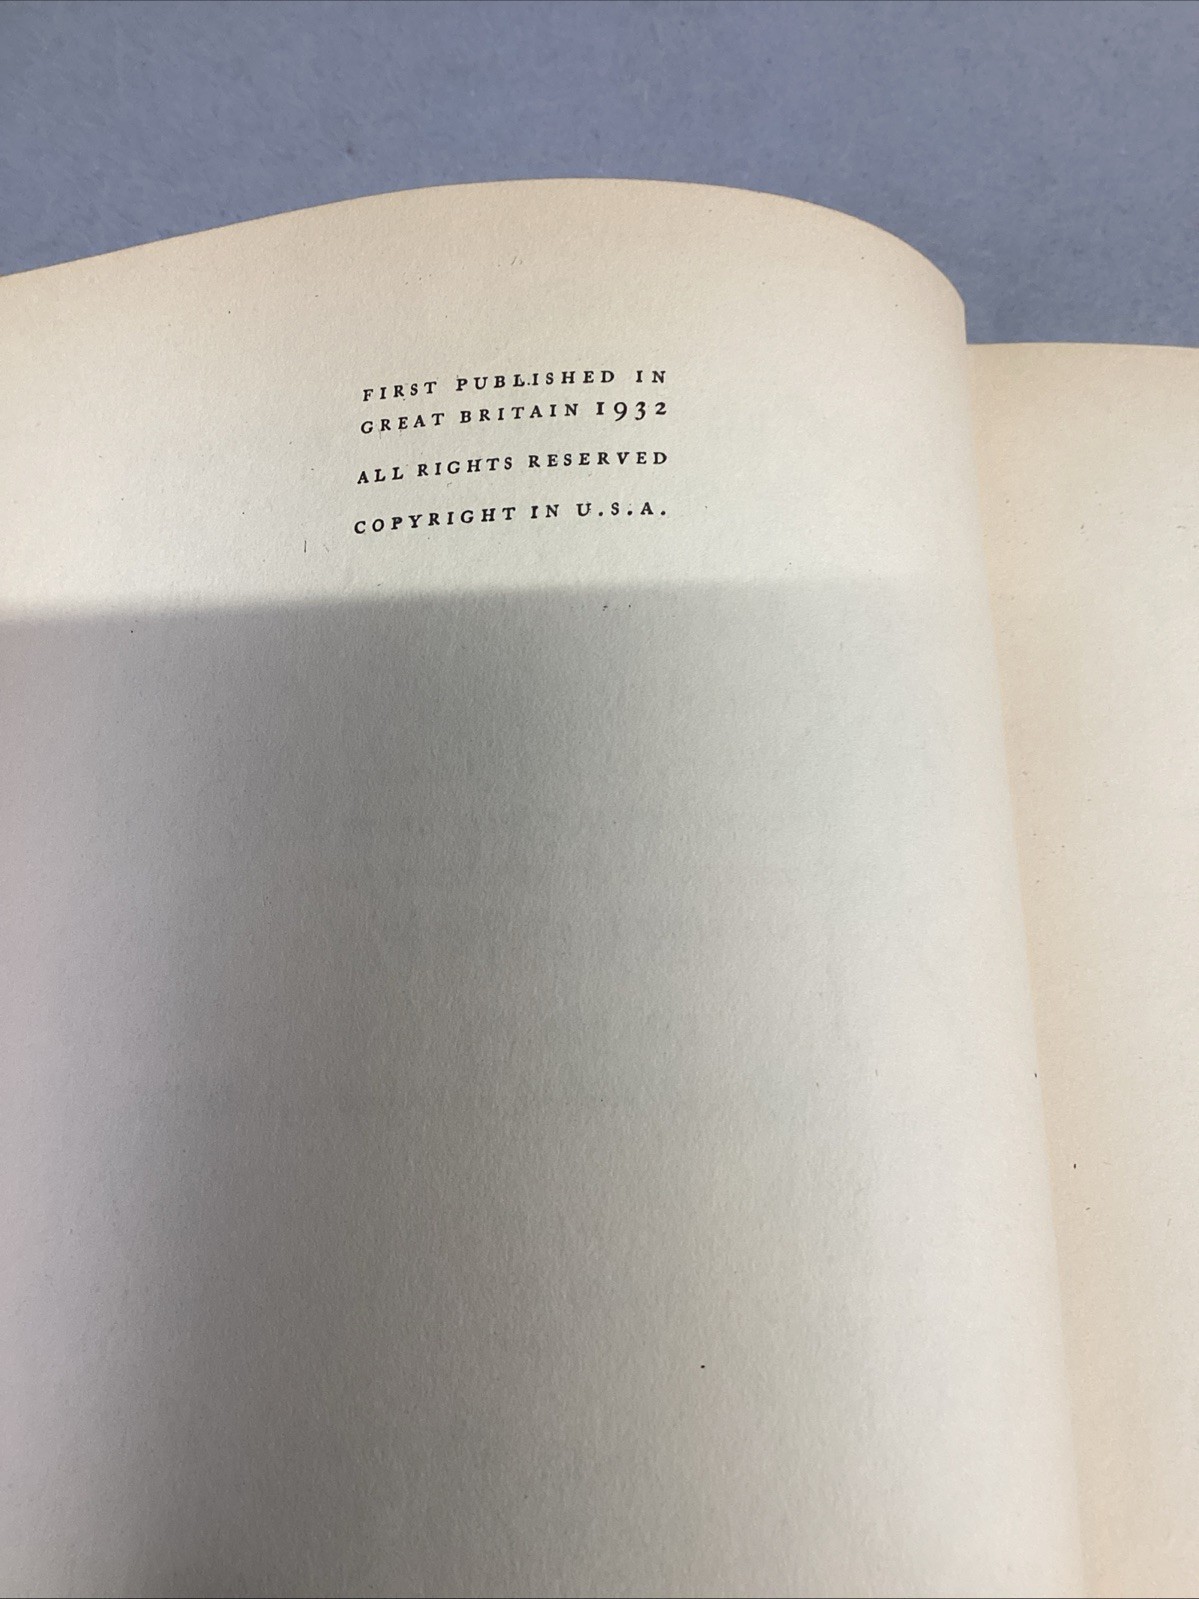 FIRST PUBLISHED IN
GREAT BRITAIN 1932
ALL RIGHTS RESERVED
COPYRIGHT IN U.S.A.